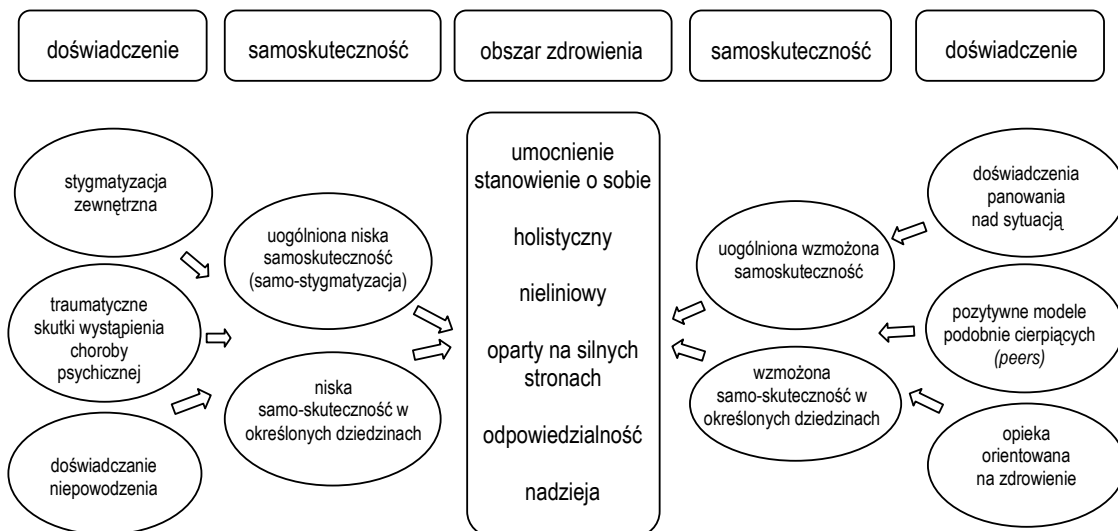 doświadczenie
samoskuteczność
obszar zdrowienia
samoskuteczność
doświadczenie
stygmatyzacja
zewnętrzna
traumatyczne
skutki wystąpienia
choroby
psychicznej
doświadczanie
niepowodzenia
uogólniona niska
samoskuteczność
(samo-stygmatyzacja)
niska
samo-skuteczność w
określonych dziedzinach
umocnienie
stanowienie o sobie
holistyczny
nieliniowy
oparty na silnych
stronach
odpowiedzialność
nadzieja
uogólniona wzmożona
samoskuteczność
wzmożona
samo-skuteczność w
określonych dziedzinach
doświadczenia
panowania
nad sytuacją
pozytywne modele
podobnie cierpiących
(peers)
opieka
orientowana
na zdrowienie